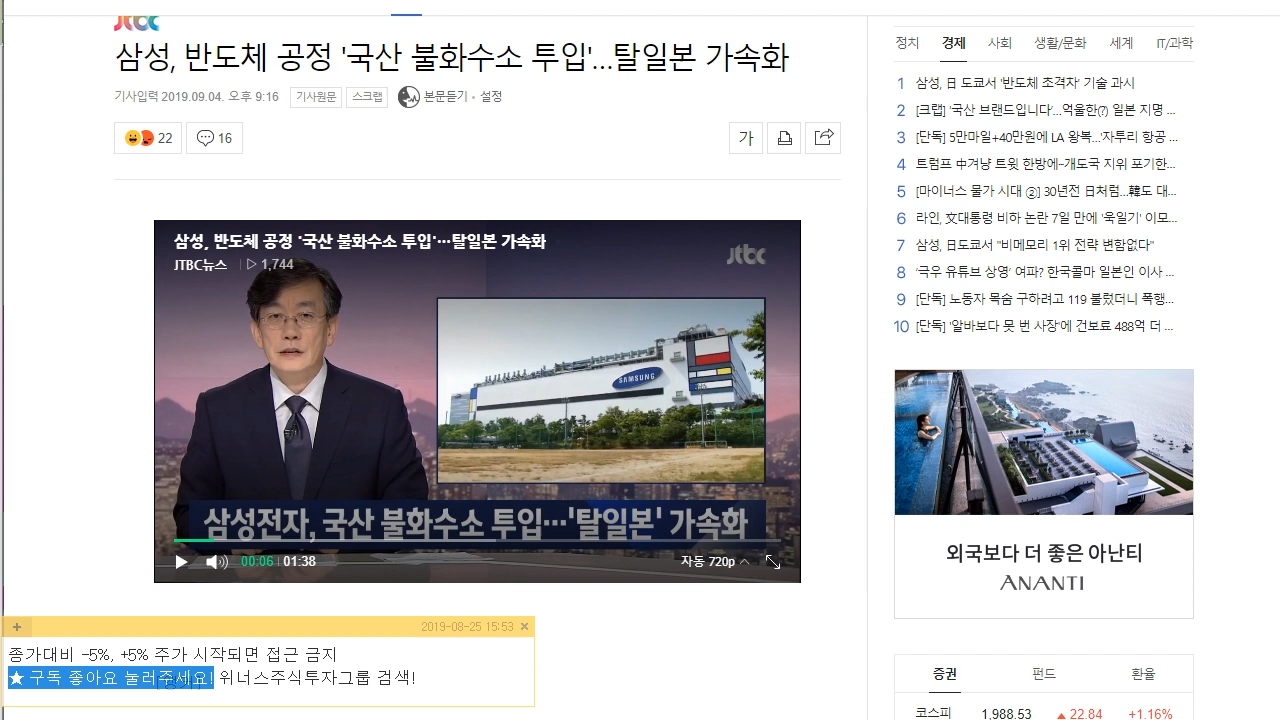 jtbc
삼성, 반도체 공정 '국산 불화수소 투입'…탈일본 가속화
기사입력 2019.09.04. 오후 9:16 기사원문 스크랩 본문듣기 · 설정
22 16 가
삼성, 반도체 공정 '국산 불화수소 투입'…탈일본 가속화
JTBC뉴스 1,744
jtbc
SAMSUNG
삼성전자, 국산 불화수소 투입…'탈일본' 가속화
00:06 01:38 자동 720p
+ 2019-08-25 15:53 ×
종가대비 -5%, +5% 주가 시작되면 접근 금지
★ 구독 좋아요 눌러주세요! 위너스주식투자그룹 검색!
정치 경제 사회 생활/문화 세계 IT/과학
1 삼성, 日 도쿄서 '반도체 초격차' 기술 과시
2 [크랩] '국산 브랜드입니다'…억울한(?) 일본 지명 ...
3 [단독] 5만마일+40만원에 LA 왕복…'자투리 항공 ...
4 트럼프 中겨냥 트윗 한방에…개도국 지위 포기한...
5 [마이너스 물가 시대 ②] 30년전 日처럼…韓도 대...
6 라인, 文대통령 비하 논란 7일 만에 '욱일기' 이모...
7 삼성, 日도쿄서 "비메모리 1위 전략 변함없다"
8 '극우 유튜브 상영' 여파? 한국콜마 일본인 이사 ...
9 [단독] 노동자 목숨 구하려고 119 불렀더니 폭행...
10 [단독] '알바보다 못 번 사장'에 건보료 488억 더 ...
외국보다 더 좋은 아난티
ANANTI
증권 펀드 환율
코스피 1,988.53 ▲ 22.84 +1.16%